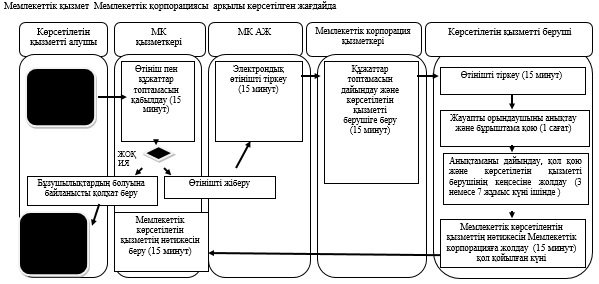 Мемлекеттік қызмет Мемлекеттік корпорациясы арқылы көрсетілген жағдайда
Көрсетілетін
қызметті алушы
МК
қызметкері
МК АЖ
Мемлекеттік корпорация
қызметкері
Көрсетілетін қызметті беруші
Өтініш пен
құжаттар
топтамасын
қабылдау (15
минут)
Электрондық
өтінішті тіркеу
(15 минут)
Құжаттар
топтамасын
дайындау және
көрсетілетін
қызметті
берушіге беру
(15 минут)
Өтінішті тіркеу (15 минут)
Жауапты орындаушыны анықтау
және бұрыштама қою (1 сағат)
ЖОҚ
ИЯ
Бұзушылықтардың болуына
байланысты қолхат беру
Өтінішті жіберу
Анықтаманы дайындау, қол қою
және көрсетілетін қызметті
берушінің кеңсесіне жолдау (3
немесе 7 жұмыс күні ішінде )
Мемлекеттік
көрсетілетін
қызметтің нәтижесін
беру (15 минут)
Мемлекеттік көрсетілентін
қызметтің нәтижесін Мемлекеттік
корпорацияға жолдау (15 минут)
қол қойылған күні